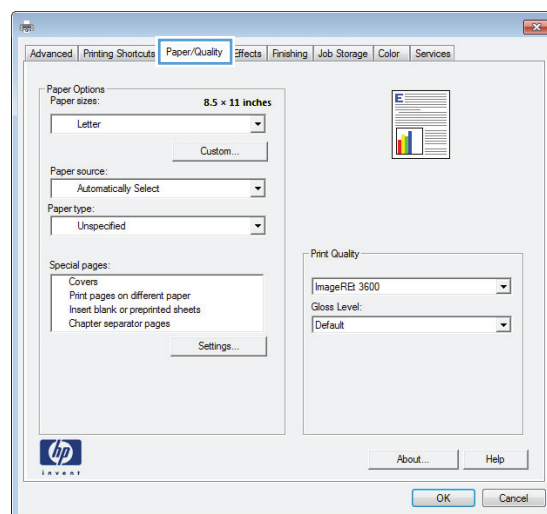 Advanced Printing Shortcuts Paper/Quality Effects Finishing Job Storage Color Services
Paper Options
Paper sizes: 8.5 × 11 inches
Letter
Custom...
Paper source:
Automatically Select
Paper type:
Unspecified
Special pages:
Covers
Print pages on different paper
Insert blank or preprinted sheets
Chapter separator pages
Settings...
E
Print Quality
ImageREt 3600
Gloss Level:
Default
hp
invent
About... Help
OK Cancel